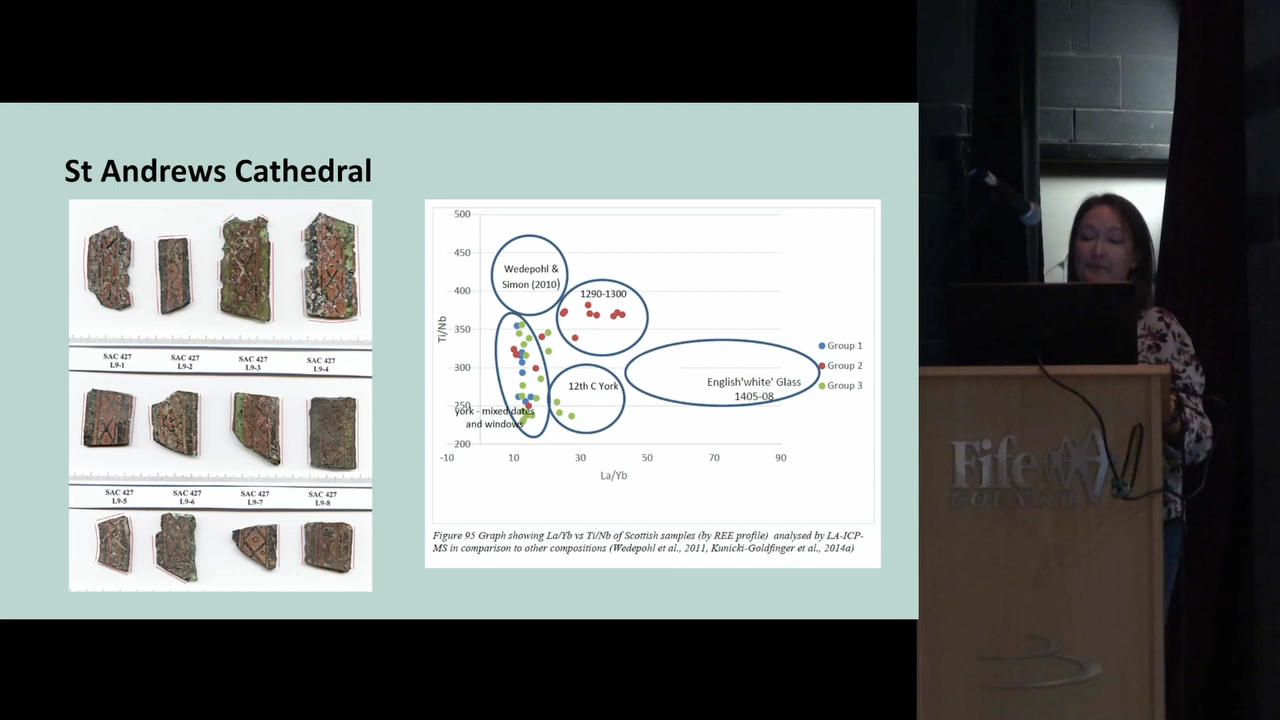 St Andrews Cathedral
SAC 427 SAC 427 SAC 427 SAC 427
L9-1 L9-2 L9-3 L9-4
SAC 427 SAC 427 SAC 427 SAC 427
L9-5 L9-6 L9-7 L9-8
500
450
400
350
300
250
200
Ti/Nb
-10 10 30 50 70 90
La/Yb
Wedepohl &
Simon (2010)
1290-1300
12th C York
English'white' Glass
1405-08
york - mixed dates
and windows
Group 1
Group 2
Group 3
Figure 95 Graph showing La/Yb vs Ti/Nb of Scottish samples (by REE profile) analysed by LA-ICP-
MS in comparison to other compositions (Wedepohl et al., 2011, Kunicki-Goldfinger et al., 2014a)
Fife
COUNCIL